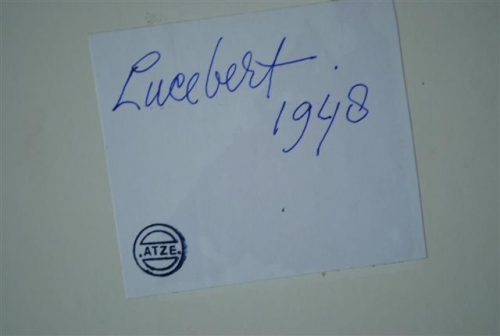 Lucebert
1948
.ATZE.